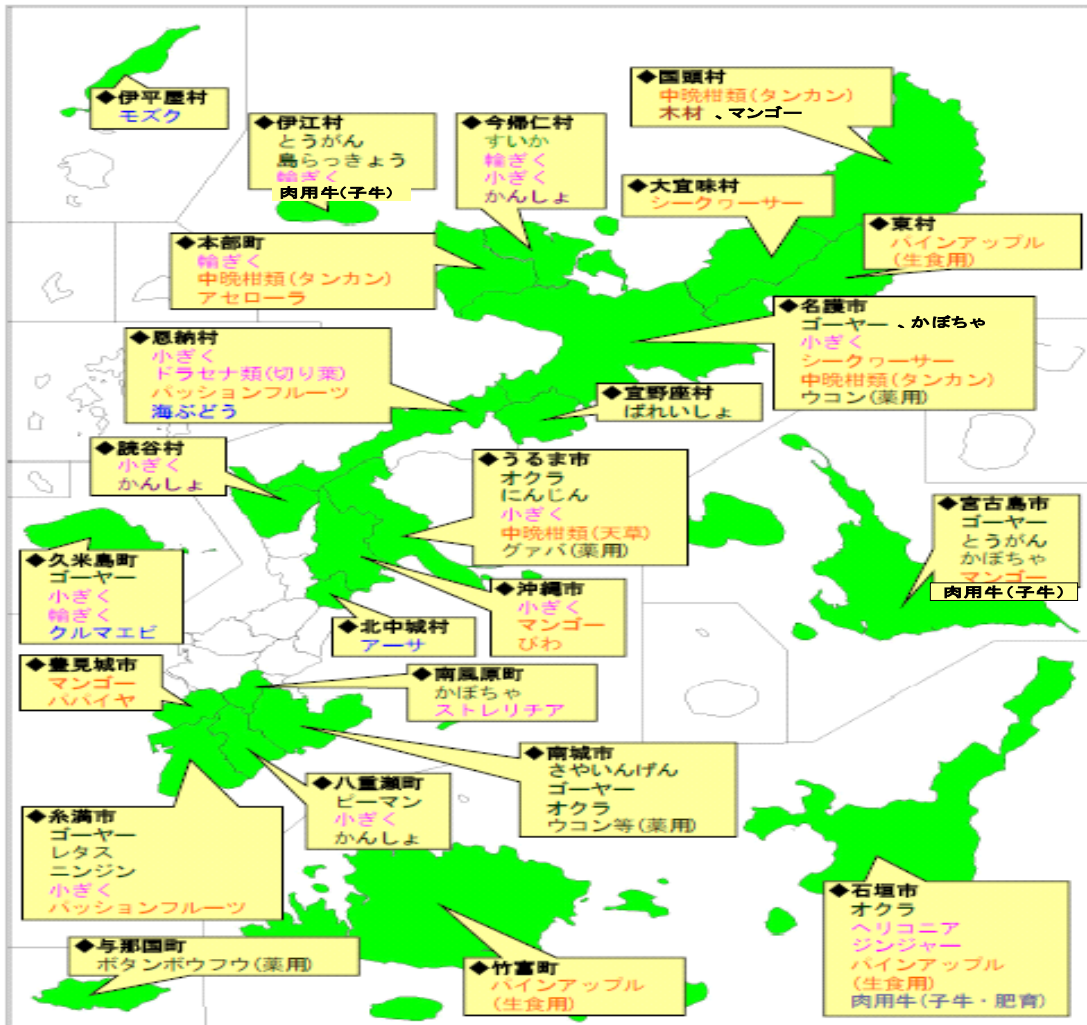 ◆伊平屋村
モズク
◆伊江村
とうがん
島らっきょう
輪ぎく
肉用牛(子牛)
◆今帰仁村
すいか
輪ぎく
小ぎく
かんしょ
◆国頭村
中晩柑類(タンカン)
木材 、マンゴー
◆大宜味村
シークヮーサー
◆東村
パインアップル
(生食用)
◆本部町
輪ぎく
中晩柑類(タンカン)
アセローラ
◆名護市
ゴーヤー 、かぼちゃ
小ぎく
シークヮーサー
中晩柑類(タンカン)
ウコン(薬用)
◆恩納村
小ぎく
ドラセナ類(切り葉)
パッションフルーツ
海ぶどう
◆宜野座村
ばれいしょ
◆読谷村
小ぎく
かんしょ
◆うるま市
オクラ
にんじん
小ぎく
中晩柑類(天草)
グァバ(薬用)
◆宮古島市
ゴーヤー
とうがん
かぼちゃ
マンゴー
肉用牛(子牛)
◆久米島町
ゴーヤー
小ぎく
輪ぎく
クルマエビ
◆沖縄市
小ぎく
マンゴー
びわ
◆北中城村
アーサ
◆豊見城市
マンゴー
パパイヤ
◆南風原町
かぼちゃ
ストレリチア
◆南城市
さやいんげん
ゴーヤー
オクラ
ウコン等(薬用)
◆八重瀬町
ピーマン
小ぎく
かんしょ
◆糸満市
ゴーヤー
レタス
ニンジン
小ぎく
パッションフルーツ
◆石垣市
オクラ
ヘリコニア
ジンジャー
パインアップル
(生食用)
肉用牛(子牛・肥育)
◆与那国町
ボタンボウフウ(薬用)
◆竹富町
パインアップル
(生食用)